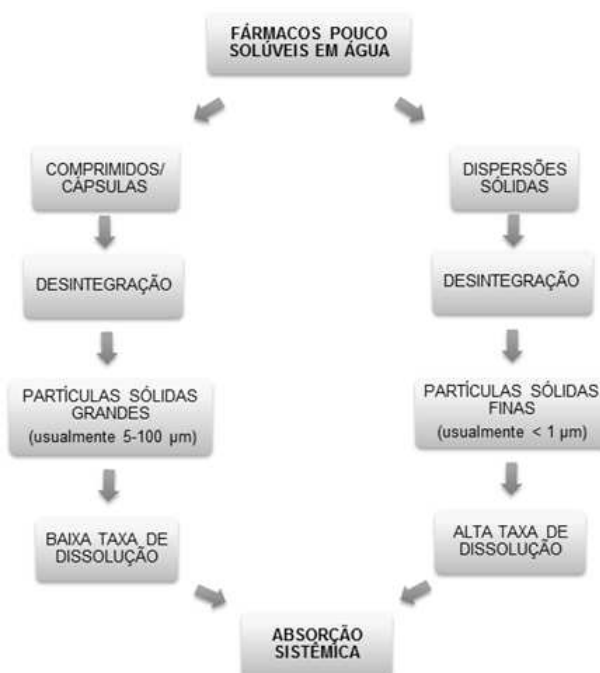 FÁRMACOS POUCO
SOLÚVEIS EM ÁGUA
COMPRIMIDOS/
CÁPSULAS
DESINTEGRAÇÃO
PARTÍCULAS SÓLIDAS
GRANDES
(usualmente 5-100 µm)
BAIXA TAXA DE
DISSOLUÇÃO
DISPERSÕES
SÓLIDAS
DESINTEGRAÇÃO
PARTÍCULAS SÓLIDAS
FINAS
(usualmente < 1 µm)
ALTA TAXA DE
DISSOLUÇÃO
ABSORÇÃO
SISTÊMICA